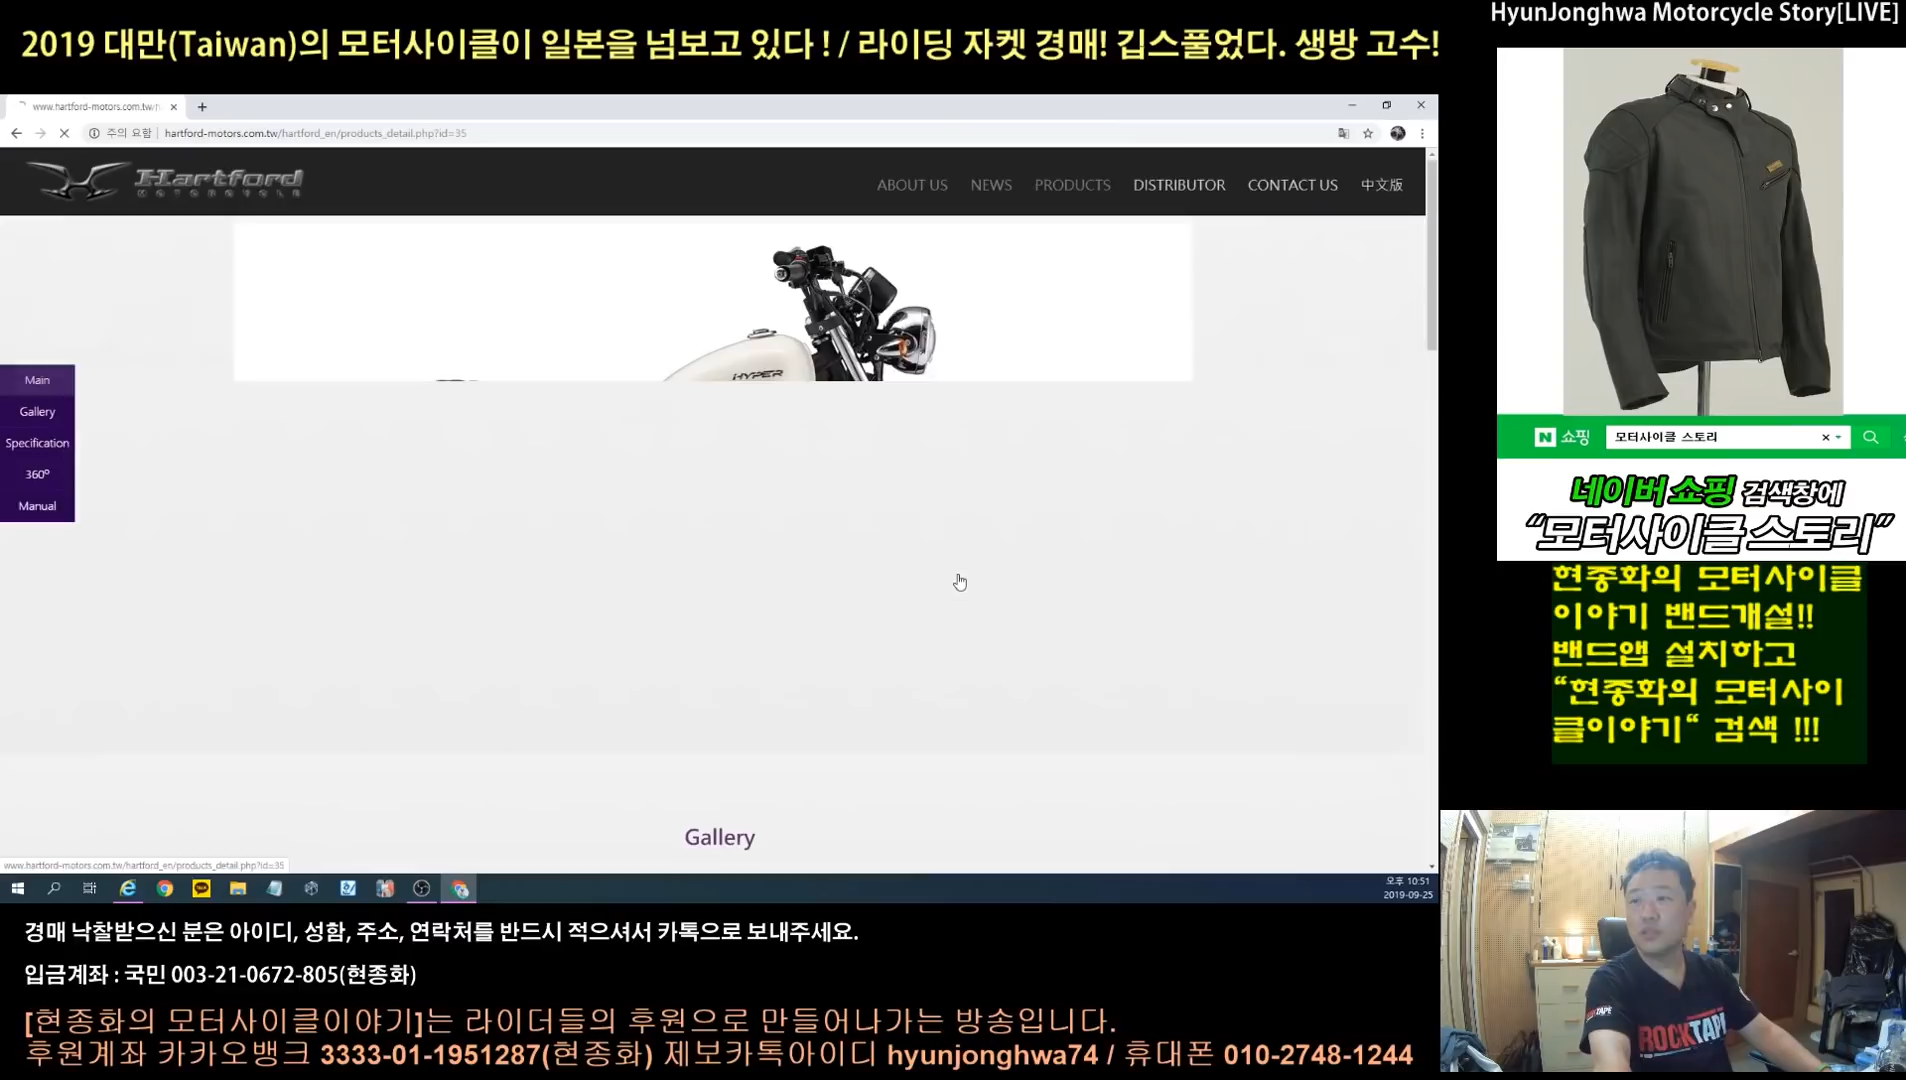 HyunJonghwa Motorcycle Story[LIVE]
2019 대만(Taiwan)의 모터사이클이 일본을 넘보고 있다 ! / 라이딩 자켓 경매! 깁스풀었다. 생방 고수!
www.hartford-motors.com.tw/h
주의 요함 | hartford-motors.com.tw/hartford_en/products_detail.php?id=35
Hartford
MOTORCYCLE
ABOUT US NEWS PRODUCTS DISTRIBUTOR CONTACT US 中文版
HYPER
Main
Gallery
Specification
360º
Manual
Gallery
www.hartford-motors.com.tw/hartford_en/products_detail.php?id=35
오후 10:51
2019-09-25
N 쇼핑 모터사이클 스토리
네이버 쇼핑 검색창에
“모터사이클 스토리”
현종화의 모터사이클
이야기 밴드개설!!
밴드앱 설치하고
“현종화의 모터사이
클이야기“ 검색 !!!
경매 낙찰받으신 분은 아이디, 성함, 주소, 연락처를 반드시 적으셔서 카톡으로 보내주세요.
입금계좌 : 국민 003-21-0672-805(현종화)
[현종화의 모터사이클이야기]는 라이더들의 후원으로 만들어나가는 방송입니다.
후원계좌 카카오뱅크 3333-01-1951287(현종화) 제보카톡아이디 hyunjonghwa74 / 휴대폰 010-2748-1244
ROCKTAPE